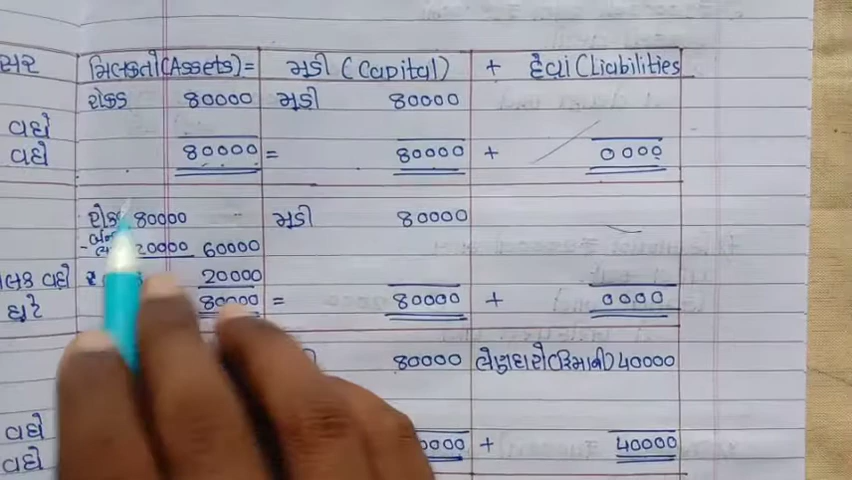 સર મિલકતો(Assets) = મૂડી (Capital) + દેવાં (Liabilities)
રોકડ 80000 મૂડી 80000
વધે
વધે 80000 = 80000 + 0000
80000 મૂડી 80000
- 20000 60000
વધે 20000
ઘટે 80000 = 80000 + 0000
80000 લેણદારો(રિમાની) 40000
વધે
વધે 0000 + 40000